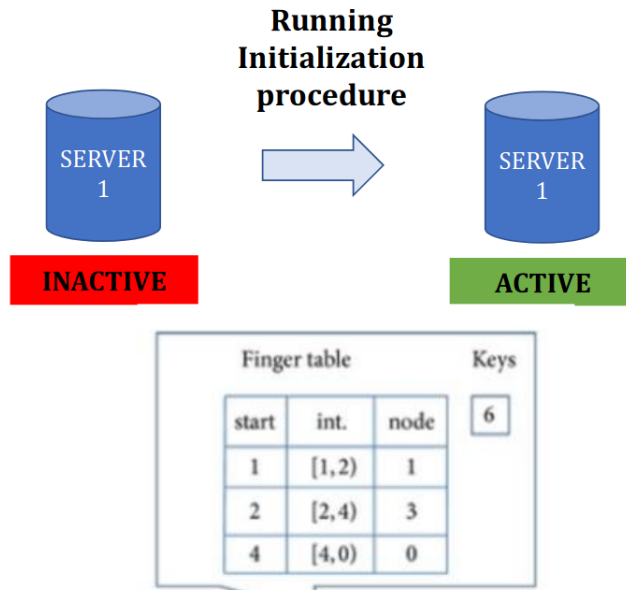 Running
Initialization
procedure
SERVER
1
SERVER
1
INACTIVE
ACTIVE
Finger table
Keys
start int. node
6
1 [1,2) 1
2 [2,4) 3
4 [4,0) 0